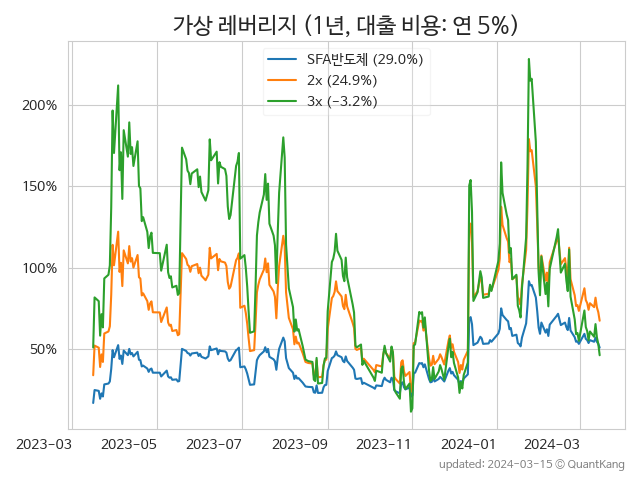 가상 레버리지 (1년, 대출 비용: 연 5%)
SFA반도체 (29.0%)
2x (24.9%)
3x (−3.2%)
200%
150%
100%
50%
2023-03 2023-05 2023-07 2023-09 2023-11 2024-01 2024-03
updated: 2024-03-15 © QuantKang